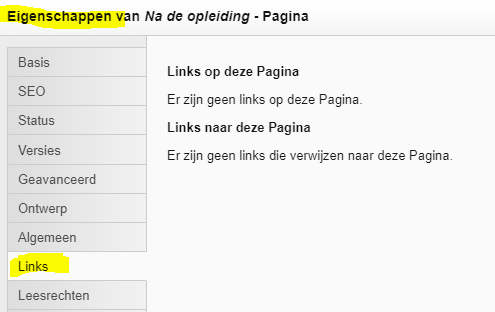 Eigenschappen van Na de opleiding - Pagina
Basis
SEO
Status
Versies
Geavanceerd
Ontwerp
Algemeen
Links
Leesrechten
Links op deze Pagina
Er zijn geen links op deze Pagina.
Links naar deze Pagina
Er zijn geen links die verwijzen naar deze Pagina.